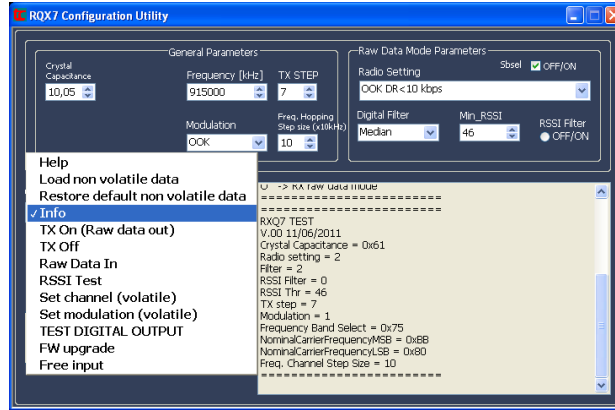 RQX7 Configuration Utility
General Parameters
Crystal
Capacitance
10,05
Frequency [kHz]
915000
TX STEP
7
Modulation
OOK
Freq. Hopping
Step size (x10kHz)
10
Raw Data Mode Parameters
Radio Setting
Sbsel
OFF/ON
OOK DR<10 kbps
Digital Filter
Median
Min_RSSI
46
RSSI Filter
OFF/ON
Help
Load non volatile data
Restore default non volatile data
✓Info
TX On (Raw data out)
TX Off
Raw Data In
RSSI Test
Set channel (volatile)
Set modulation (volatile)
TEST DIGITAL OUTPUT
FW upgrade
Free input
-> RX raw data mode
========================
========================
RXQ7 TEST
V.00 11/06/2011
Crystal Capacitance = 0x61
Radio setting = 2
Filter = 2
RSSI Filter = 0
RSSI Thr = 46
TX step = 7
Modulation = 1
Frequency Band Select = 0x75
NominalCarrierFrequencyMSB = 0xBB
NominalCarrierFrequencyLSB = 0x80
Freq. Channel Step Size = 10
========================